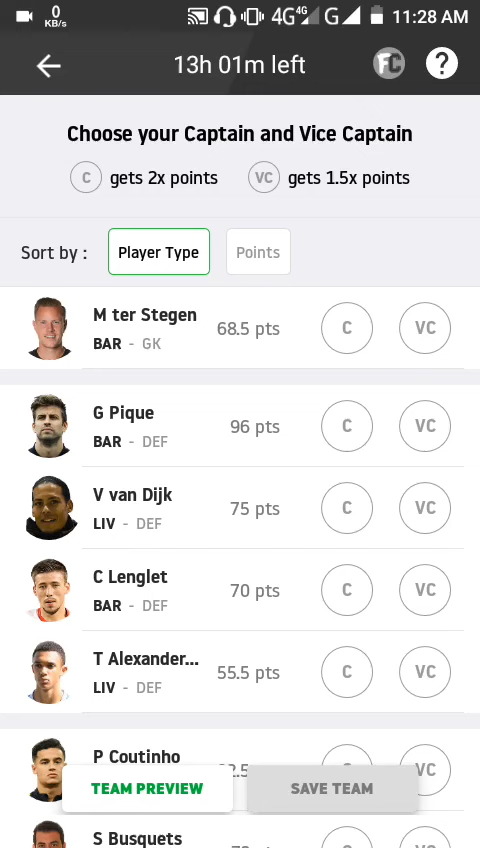 0
KB/s
4G 4G G 11:28 AM
13h 01m left
FC ?
Choose your Captain and Vice Captain
C gets 2x points VC gets 1.5x points
Sort by : Player Type Points
M ter Stegen
BAR - GK
68.5 pts C VC
G Pique
BAR - DEF
96 pts C VC
V van Dijk
LIV - DEF
75 pts C VC
C Lenglet
BAR - DEF
70 pts C VC
T Alexander...
LIV - DEF
55.5 pts C VC
P Coutinho
VC
TEAM PREVIEW SAVE TEAM
S Busquets